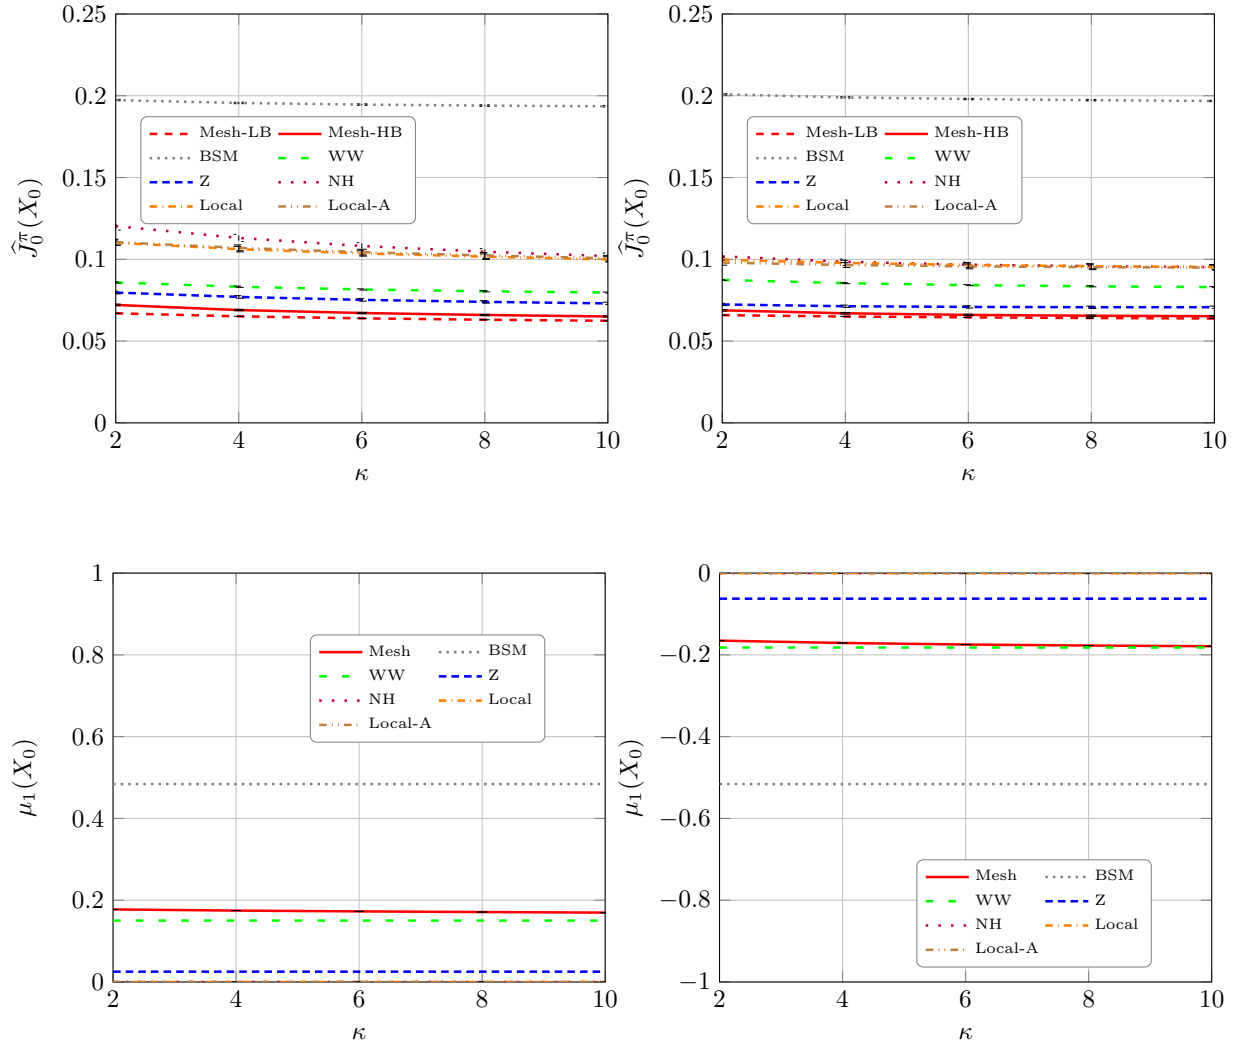 0.25
0.2
0.15
0.1
0.05
0
2 4 6 8 10
κ
Ĵ₀^π(X₀)
Mesh-LB Mesh-HB
BSM WW
Z NH
Local Local-A
0.25
0.2
0.15
0.1
0.05
0
2 4 6 8 10
κ
Ĵ₀^π(X₀)
Mesh-LB Mesh-HB
BSM WW
Z NH
Local Local-A
1
0.8
0.6
0.4
0.2
0
2 4 6 8 10
κ
μ₁(X₀)
Mesh BSM
WW Z
NH Local
Local-A
0
−0.2
−0.4
−0.6
−0.8
−1
2 4 6 8 10
κ
μ₁(X₀)
Mesh BSM
WW Z
NH Local
Local-A